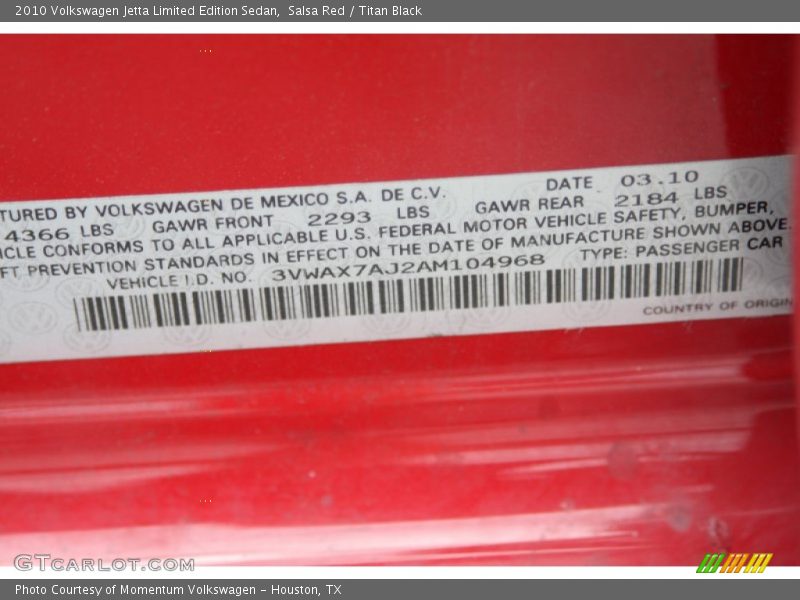 2010 Volkswagen Jetta Limited Edition Sedan, Salsa Red / Titan Black
TURED BY VOLKSWAGEN DE MEXICO S.A. DE C.V. DATE 03.10
4366 LBS GAWR FRONT 2293 LBS GAWR REAR 2184 LBS
ICLE CONFORMS TO ALL APPLICABLE U.S. FEDERAL MOTOR VEHICLE SAFETY, BUMPER,
FT PREVENTION STANDARDS IN EFFECT ON THE DATE OF MANUFACTURE SHOWN ABOVE.
VEHICLE I.D. NO. 3VWAX7AJ2AM104968 TYPE: PASSENGER CAR
COUNTRY OF ORIGIN
GTCARLOT.COM
Photo Courtesy of Momentum Volkswagen - Houston, TX